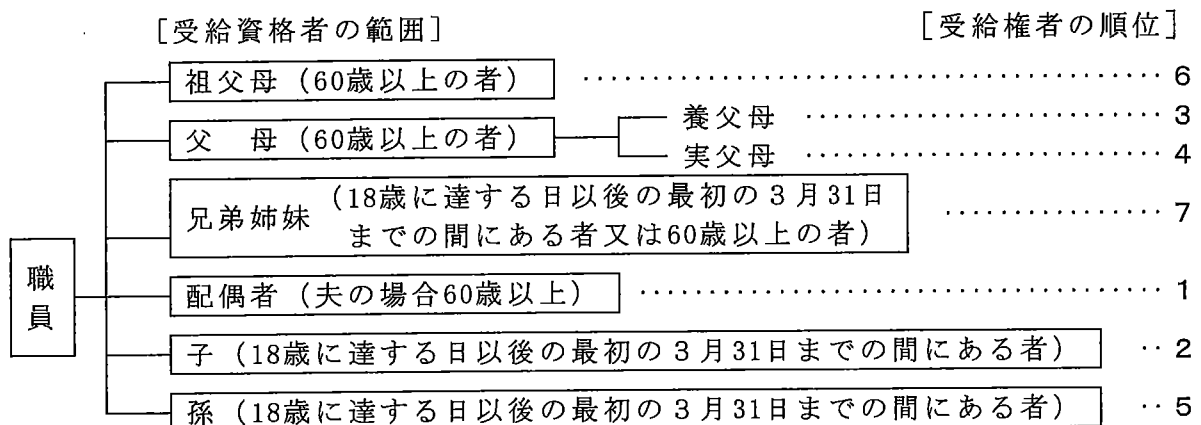 [受給資格者の範囲] [受給権者の順位]
祖父母(60歳以上の者) ・・・・・・・・・・・・・・・・・・・・・・・・・・・・・・・・・・・・・・・・ 6
父 母(60歳以上の者) 養父母 ・・・・・・・・・・・・・・・・・・・・・・・・ 3
実父母 ・・・・・・・・・・・・・・・・・・・・・・・・ 4
兄弟姉妹 (18歳に達する日以後の最初の3月31日
までの間にある者又は60歳以上の者) ・・・・・・・・・・・・・・ 7
職員
配偶者(夫の場合60歳以上) ・・・・・・・・・・・・・・・・・・・・・・・・・・・・・・・・・・・・ 1
子(18歳に達する日以後の最初の3月31日までの間にある者) ・・ 2
孫(18歳に達する日以後の最初の3月31日までの間にある者) ・・ 5